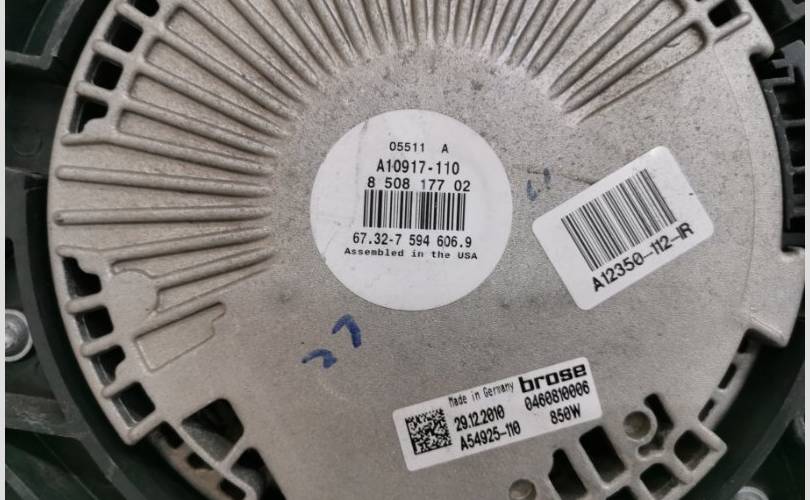 05511 A
A10917-110
8 508 177 02
67.32-7 594 606.9
Assembled in the USA
A12350-112-IR
27
Made in Germany brose
29.12.2010 0460810006
A54925-110 850W